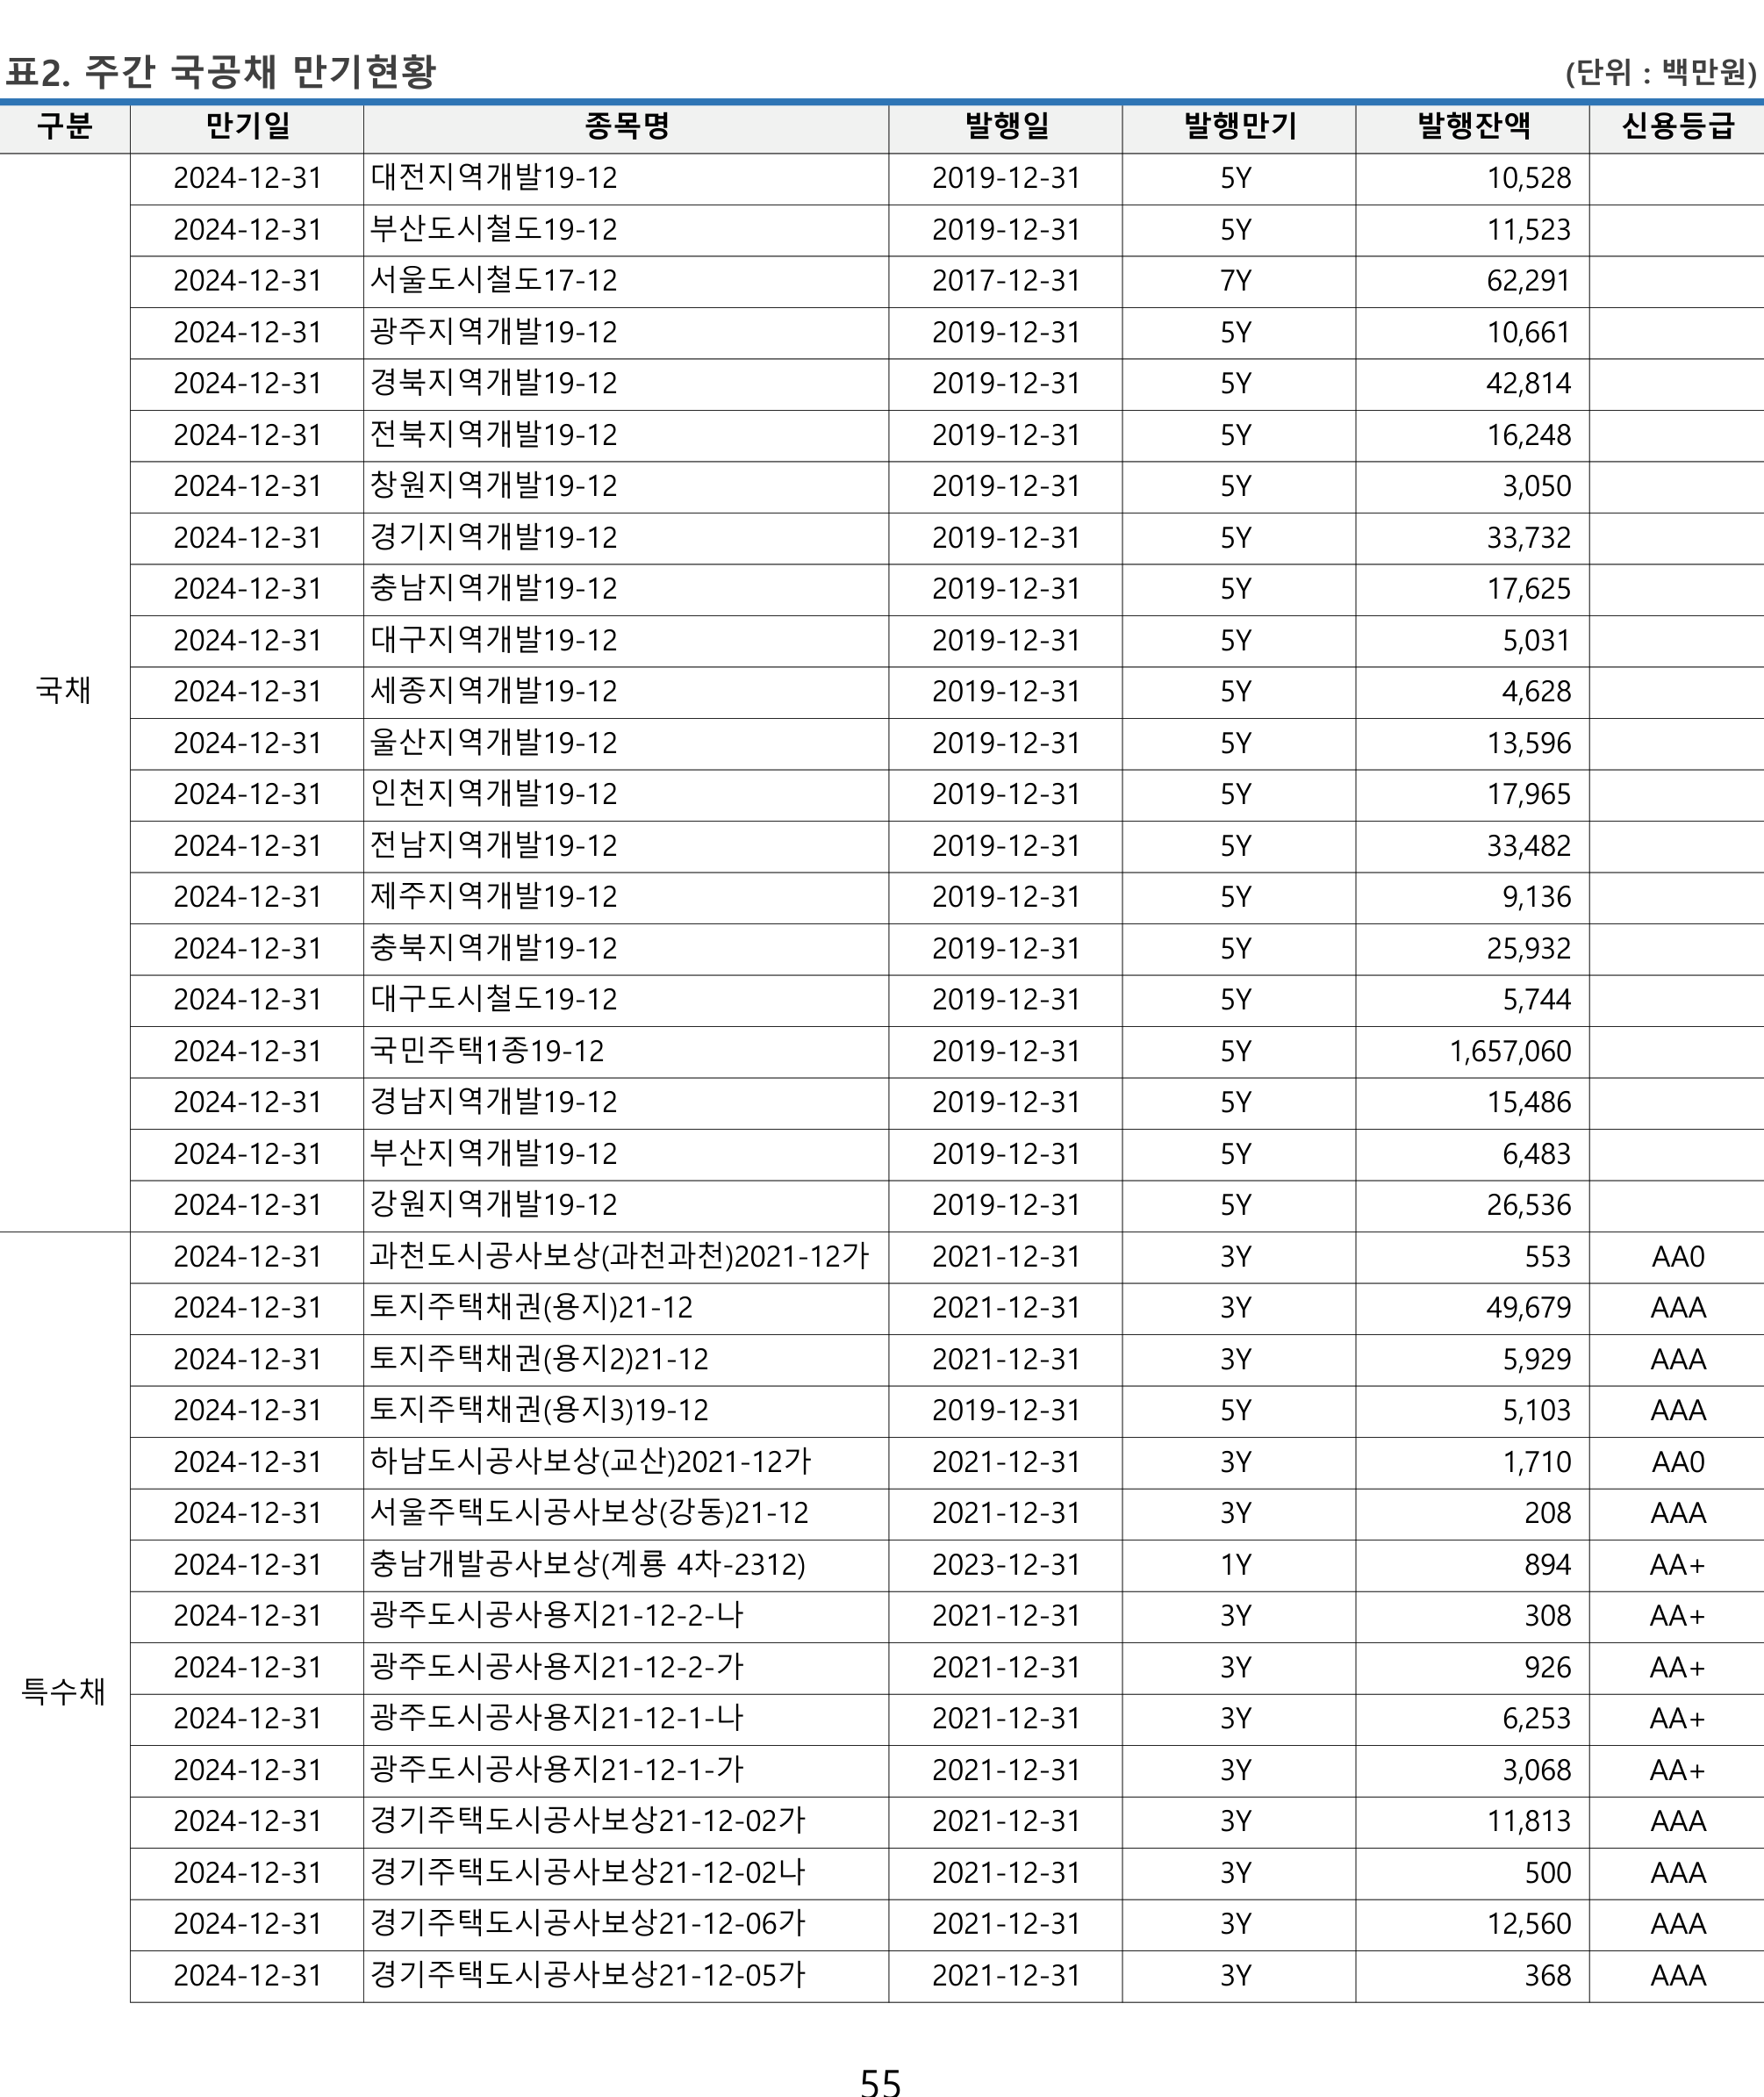 표2. 주간 국공채 만기현황 (단위 : 백만원)
구분 만기일 종목명 발행일 발행만기 발행잔액 신용등급
2024-12-31 대전지역개발19-12 2019-12-31 5Y 10,528
2024-12-31 부산도시철도19-12 2019-12-31 5Y 11,523
2024-12-31 서울도시철도17-12 2017-12-31 7Y 62,291
2024-12-31 광주지역개발19-12 2019-12-31 5Y 10,661
2024-12-31 경북지역개발19-12 2019-12-31 5Y 42,814
2024-12-31 전북지역개발19-12 2019-12-31 5Y 16,248
2024-12-31 창원지역개발19-12 2019-12-31 5Y 3,050
2024-12-31 경기지역개발19-12 2019-12-31 5Y 33,732
2024-12-31 충남지역개발19-12 2019-12-31 5Y 17,625
2024-12-31 대구지역개발19-12 2019-12-31 5Y 5,031
국채 2024-12-31 세종지역개발19-12 2019-12-31 5Y 4,628
2024-12-31 울산지역개발19-12 2019-12-31 5Y 13,596
2024-12-31 인천지역개발19-12 2019-12-31 5Y 17,965
2024-12-31 전남지역개발19-12 2019-12-31 5Y 33,482
2024-12-31 제주지역개발19-12 2019-12-31 5Y 9,136
2024-12-31 충북지역개발19-12 2019-12-31 5Y 25,932
2024-12-31 대구도시철도19-12 2019-12-31 5Y 5,744
2024-12-31 국민주택1종19-12 2019-12-31 5Y 1,657,060
2024-12-31 경남지역개발19-12 2019-12-31 5Y 15,486
2024-12-31 부산지역개발19-12 2019-12-31 5Y 6,483
2024-12-31 강원지역개발19-12 2019-12-31 5Y 26,536
2024-12-31 과천도시공사보상(과천과천)2021-12가 2021-12-31 3Y 553 AA0
2024-12-31 토지주택채권(용지)21-12 2021-12-31 3Y 49,679 AAA
2024-12-31 토지주택채권(용지2)21-12 2021-12-31 3Y 5,929 AAA
2024-12-31 토지주택채권(용지3)19-12 2019-12-31 5Y 5,103 AAA
2024-12-31 하남도시공사보상(교산)2021-12가 2021-12-31 3Y 1,710 AA0
2024-12-31 서울주택도시공사보상(강동)21-12 2021-12-31 3Y 208 AAA
2024-12-31 충남개발공사보상(계룡 4차-2312) 2023-12-31 1Y 894 AA+
2024-12-31 광주도시공사용지21-12-2-나 2021-12-31 3Y 308 AA+
특수채 2024-12-31 광주도시공사용지21-12-2-가 2021-12-31 3Y 926 AA+
2024-12-31 광주도시공사용지21-12-1-나 2021-12-31 3Y 6,253 AA+
2024-12-31 광주도시공사용지21-12-1-가 2021-12-31 3Y 3,068 AA+
2024-12-31 경기주택도시공사보상21-12-02가 2021-12-31 3Y 11,813 AAA
2024-12-31 경기주택도시공사보상21-12-02나 2021-12-31 3Y 500 AAA
2024-12-31 경기주택도시공사보상21-12-06가 2021-12-31 3Y 12,560 AAA
2024-12-31 경기주택도시공사보상21-12-05가 2021-12-31 3Y 368 AAA
55